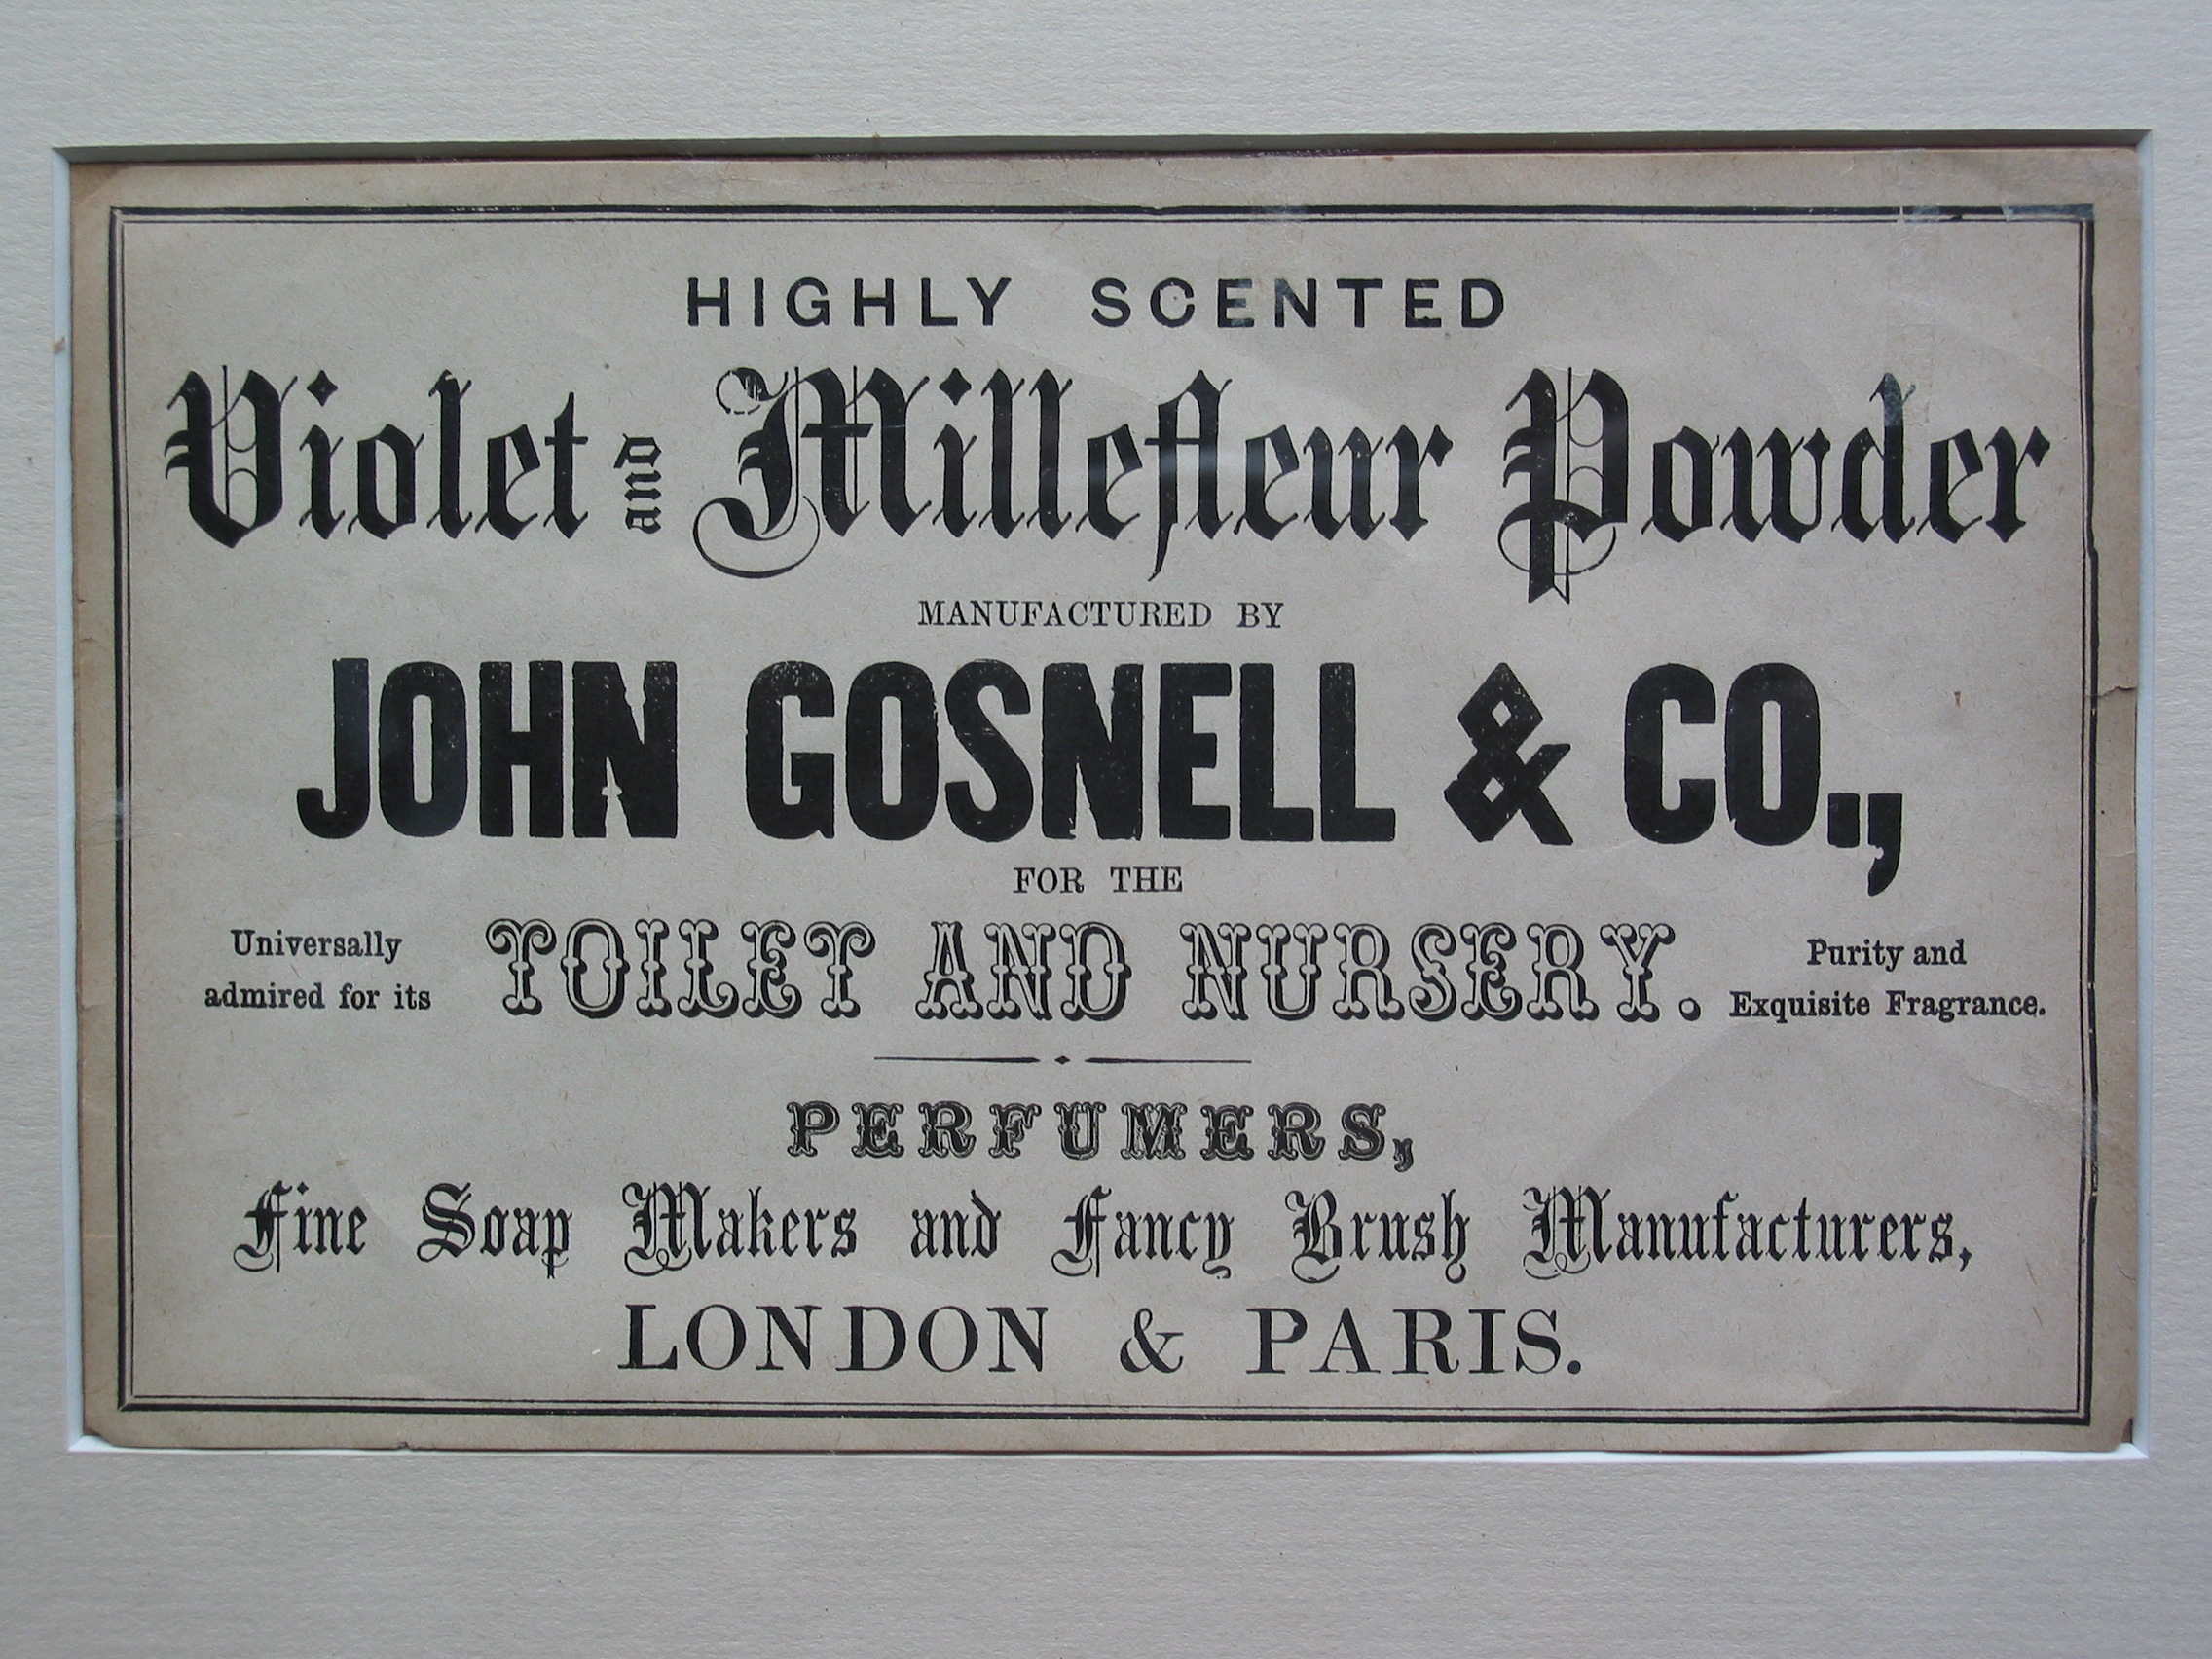 HIGHLY SCENTED
Violet and Millefleur Powder
MANUFACTURED BY
JOHN GOSNELL & CO.,
FOR THE
Universally
admired for its
TOILET AND NURSERY.
Purity and
Exquisite Fragrance.
PERFUMERS,
Fine Soap Makers and Fancy Brush Manufacturers,
LONDON & PARIS.